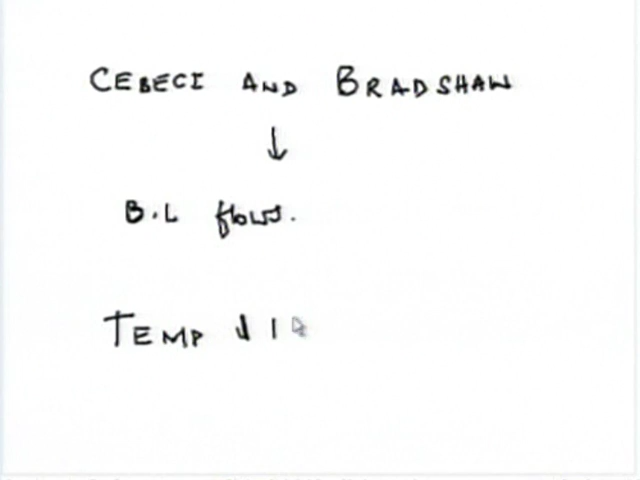 CEBECI AND BRADSHAW
↓
B.L flows.
TEMP ↓ I